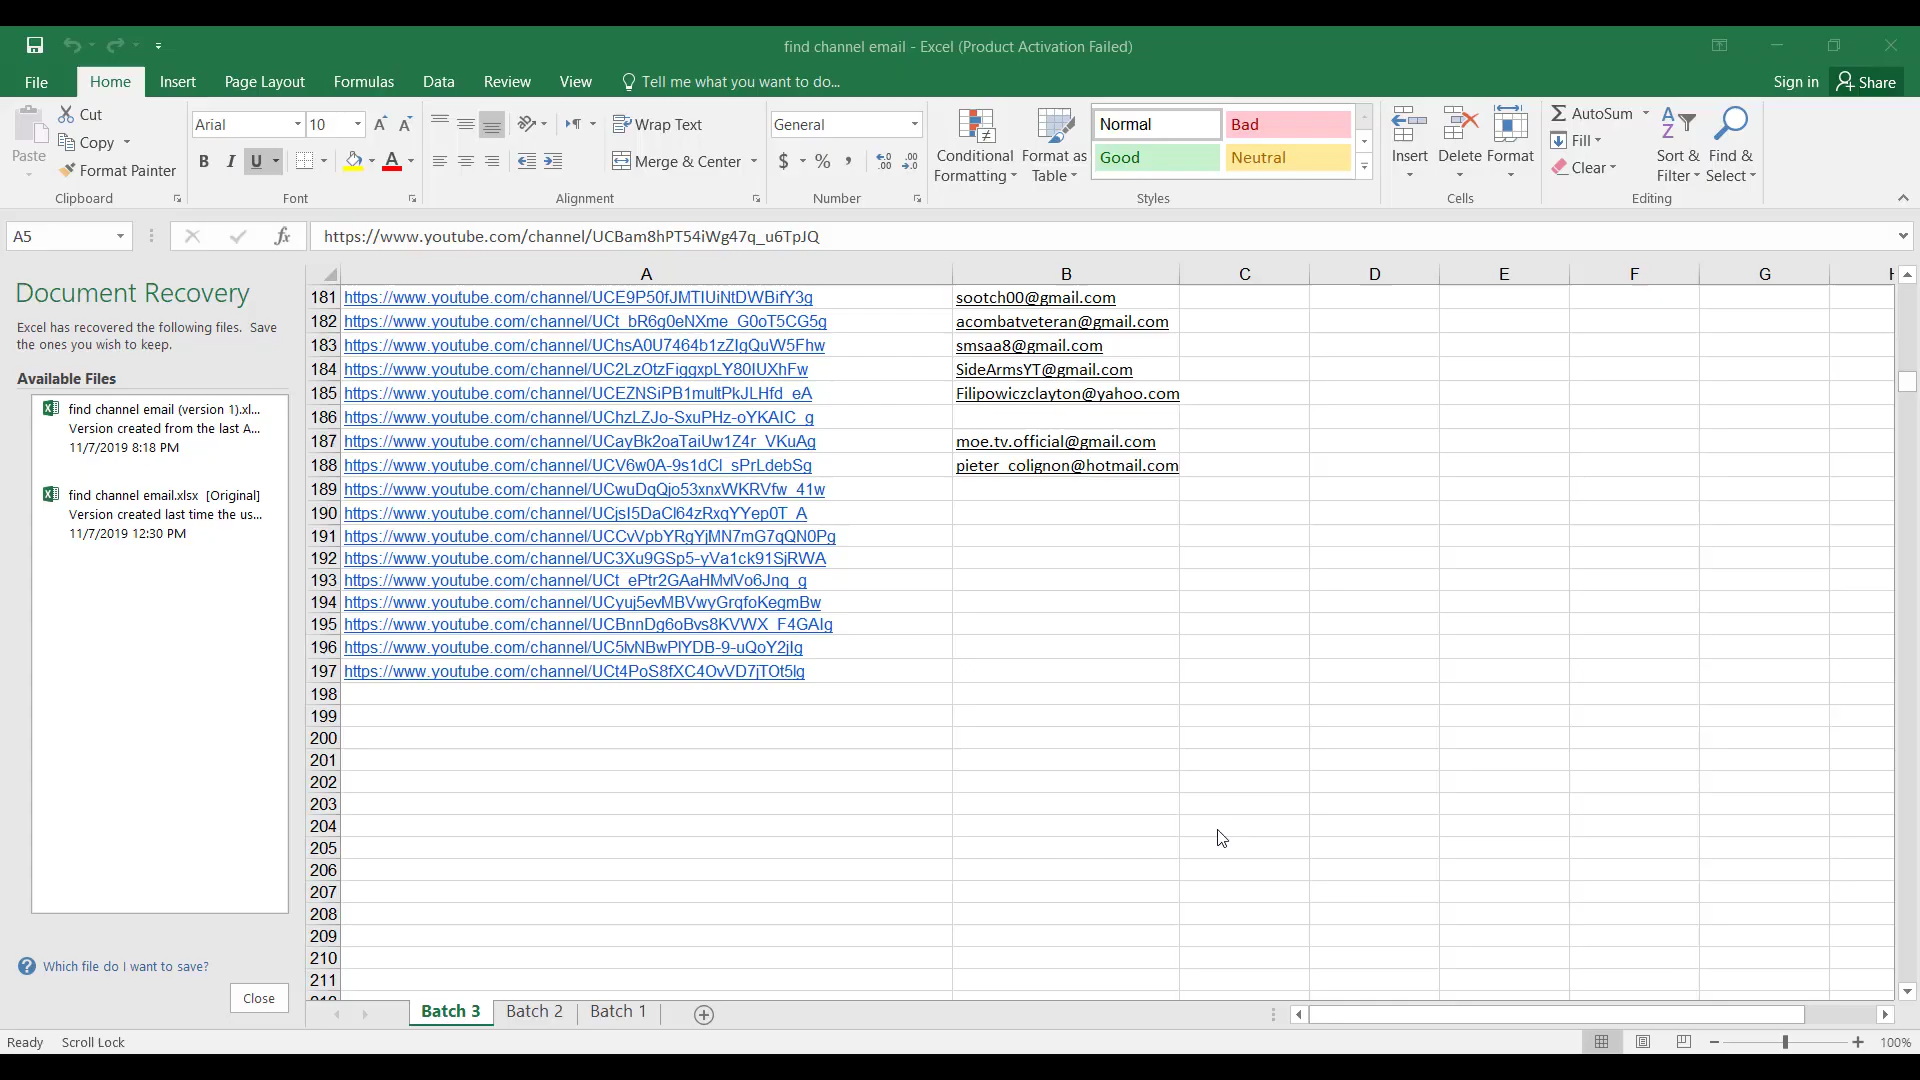 find channel email - Excel (Product Activation Failed)
File Home Insert Page Layout Formulas Data Review View Tell me what you want to do... Sign in Share
Paste Cut Copy Format Painter Clipboard
Arial 10 B I U A Font
Wrap Text Merge & Center Alignment
General $ % Number
Conditional Formatting Format as Table Normal Bad Good Neutral Styles
Insert Delete Format Cells
AutoSum Fill Clear Sort & Filter Find & Select Editing
A5 fx https://www.youtube.com/channel/UCBam8hPT54iWg47q_u6TpJQ
Document Recovery
Excel has recovered the following files. Save
the ones you wish to keep.
Available Files
find channel email (version 1).xl...
Version created from the last A...
11/7/2019 8:18 PM
find channel email.xlsx [Original]
Version created last time the us...
11/7/2019 12:30 PM
Which file do I want to save?
Close
A B C D E F G
181 https://www.youtube.com/channel/UCE9P50fJMTIUiNtDWBifY3g sootch00@gmail.com
182 https://www.youtube.com/channel/UCt_bR6g0eNXme_G0oT5CG5g acombatveteran@gmail.com
183 https://www.youtube.com/channel/UChsA0U7464b1zZIgQuW5Fhw smsaa8@gmail.com
184 https://www.youtube.com/channel/UC2LzOtzFiggxpLY80IUXhFw SideArmsYT@gmail.com
185 https://www.youtube.com/channel/UCEZNSiPB1multPkJLHfd_eA Filipowiczclayton@yahoo.com
186 https://www.youtube.com/channel/UChzLZJo-SxuPHz-oYKAIC_g
187 https://www.youtube.com/channel/UCayBk2oaTaiUw1Z4r_VKuAg moe.tv.official@gmail.com
188 https://www.youtube.com/channel/UCV6w0A-9s1dCl_sPrLdebSg pieter_colignon@hotmail.com
189 https://www.youtube.com/channel/UCwuDqQjo53xnxWKRVfw_41w
190 https://www.youtube.com/channel/UCjsI5DaCl64zRxqYYep0T_A
191 https://www.youtube.com/channel/UCCvVpbYRgYjMN7mG7qQN0Pg
192 https://www.youtube.com/channel/UC3Xu9GSp5-yVa1ck91SjRWA
193 https://www.youtube.com/channel/UCt_ePtr2GAaHMvlVo6Jnq_g
194 https://www.youtube.com/channel/UCyuj5evMBVwyGrqfoKegmBw
195 https://www.youtube.com/channel/UCBnnDg6oBvs8KVWX_F4GAIg
196 https://www.youtube.com/channel/UC5lvNBwPlYDB-9-uQoY2jIg
197 https://www.youtube.com/channel/UCt4PoS8fXC4OvVD7jTOt5lg
198
199
200
201
202
203
204
205
206
207
208
209
210
211
Batch 3 Batch 2 Batch 1
Ready Scroll Lock 100%